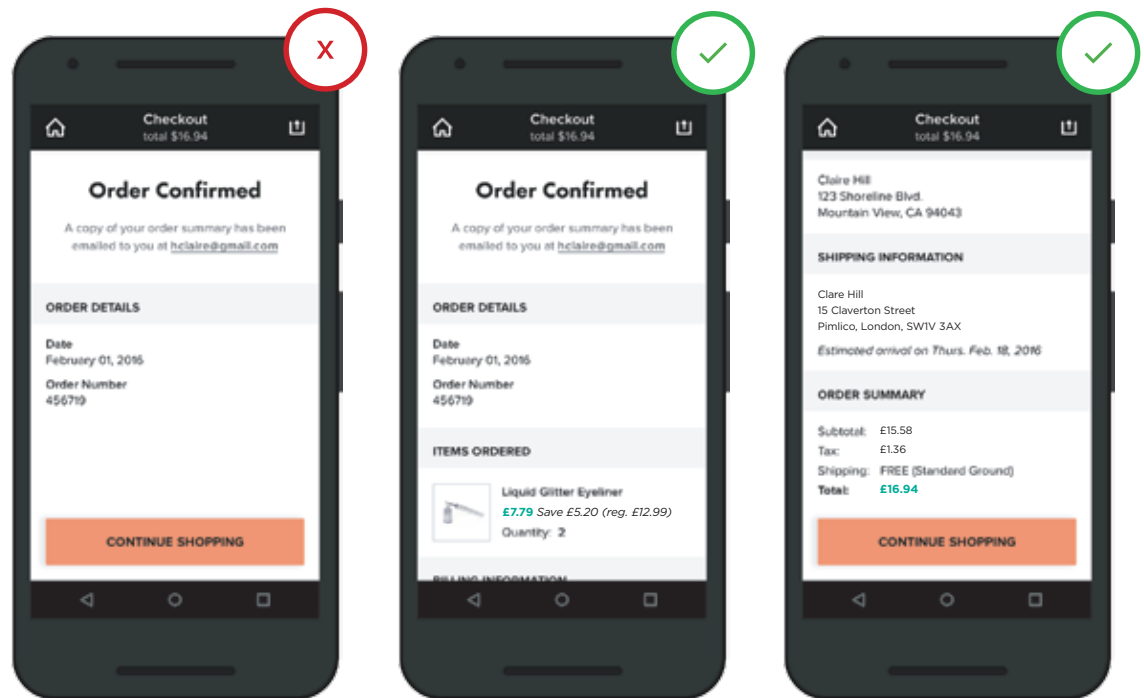 X
Checkout
total $16.94
Order Confirmed
A copy of your order summary has been
emailed to you at hclaire@gmail.com
ORDER DETAILS
Date
February 01, 2016
Order Number
456719
CONTINUE SHOPPING
Checkout
total $16.94
Order Confirmed
A copy of your order summary has been
emailed to you at hclaire@gmail.com
ORDER DETAILS
Date
February 01, 2016
Order Number
456719
ITEMS ORDERED
Liquid Glitter Eyeliner
£7.79 Save £5.20 (reg. £12.99)
Quantity: 2
BILLING INFORMATION
Checkout
total $16.94
Claire Hill
123 Shoreline Blvd.
Mountain View, CA 94043
SHIPPING INFORMATION
Clare Hill
15 Claverton Street
Pimlico, London, SW1V 3AX
Estimated arrival on Thurs. Feb. 18, 2016
ORDER SUMMARY
Subtotal: £15.58
Tax: £1.36
Shipping: FREE (Standard Ground)
Total: £16.94
CONTINUE SHOPPING